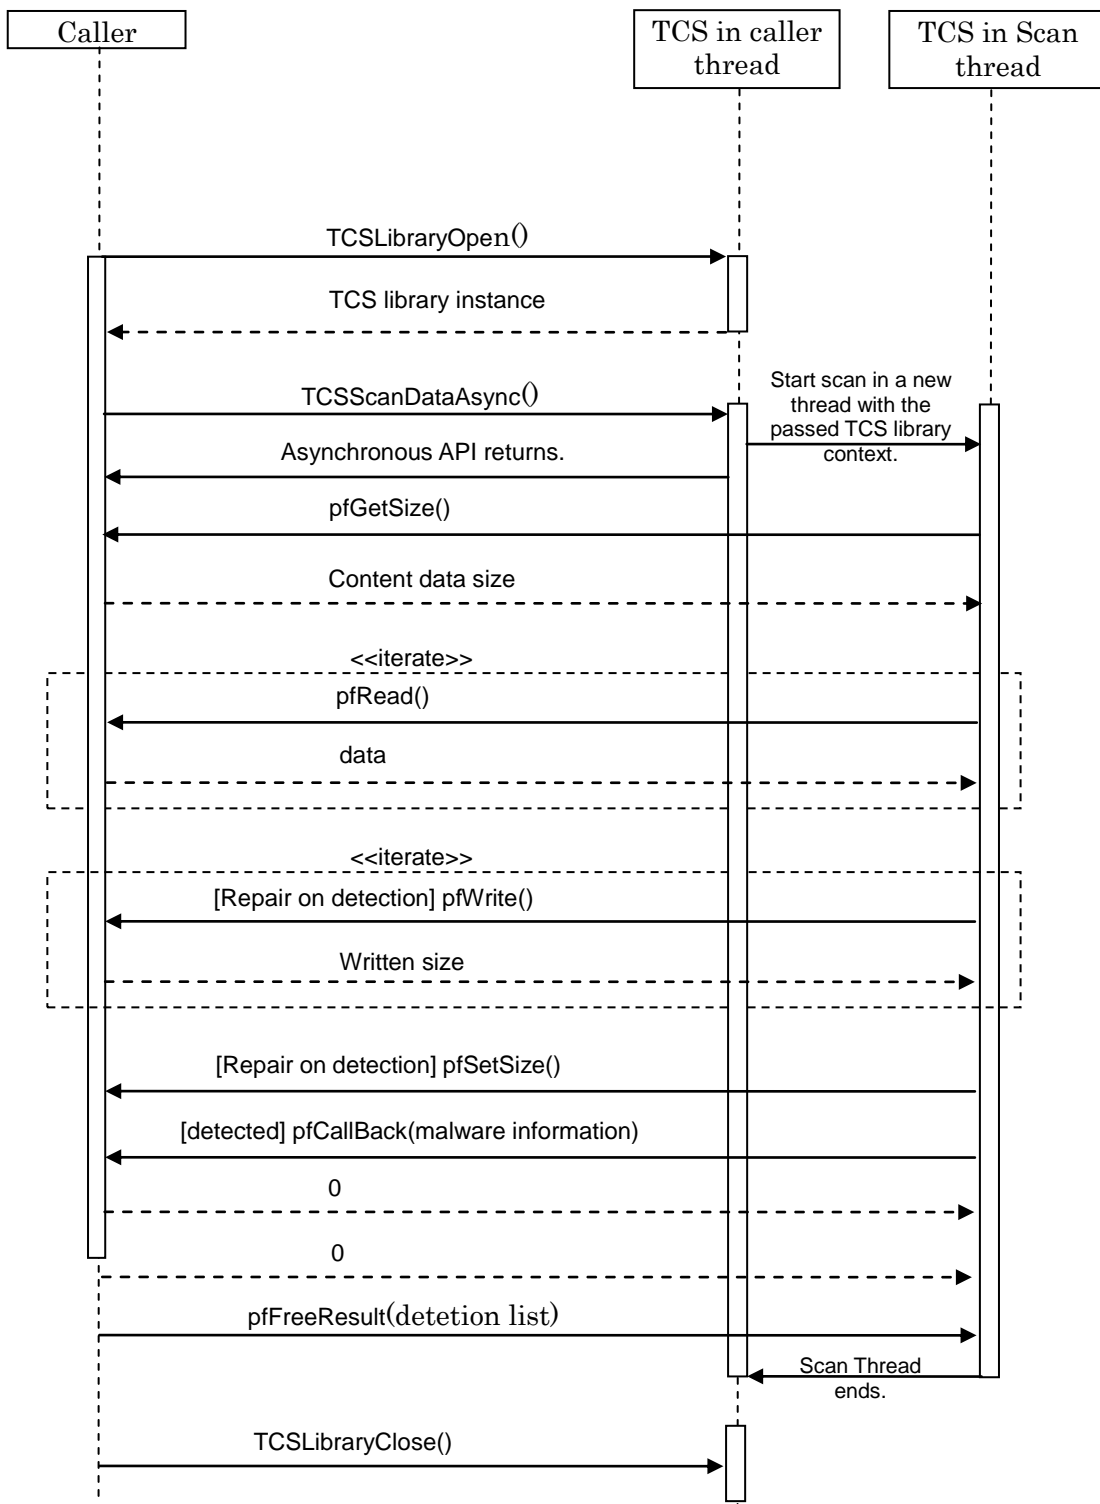 Caller
TCS in caller
thread
TCS in Scan
thread
TCSLibraryOpen()
TCS library instance
TCSScanDataAsync()
Start scan in a new
thread with the
passed TCS library
context.
Asynchronous API returns.
pfGetSize()
Content data size
<<iterate>>
pfRead()
data
<<iterate>>
[Repair on detection] pfWrite()
Written size
[Repair on detection] pfSetSize()
[detected] pfCallBack(malware information)
0
0
pfFreeResult(detetion list)
Scan Thread
ends.
TCSLibraryClose()